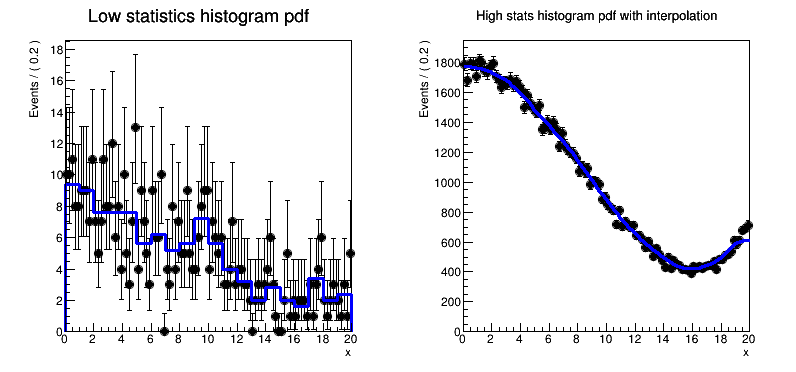 Low statistics histogram pdf
Events / ( 0.2 )
18
16
14
12
10
8
6
4
2
0
0 2 4 6 8 10 12 14 16 18 20
x
High stats histogram pdf with interpolation
Events / ( 0.2 )
1800
1600
1400
1200
1000
800
600
400
200
0
0 2 4 6 8 10 12 14 16 18 20
x